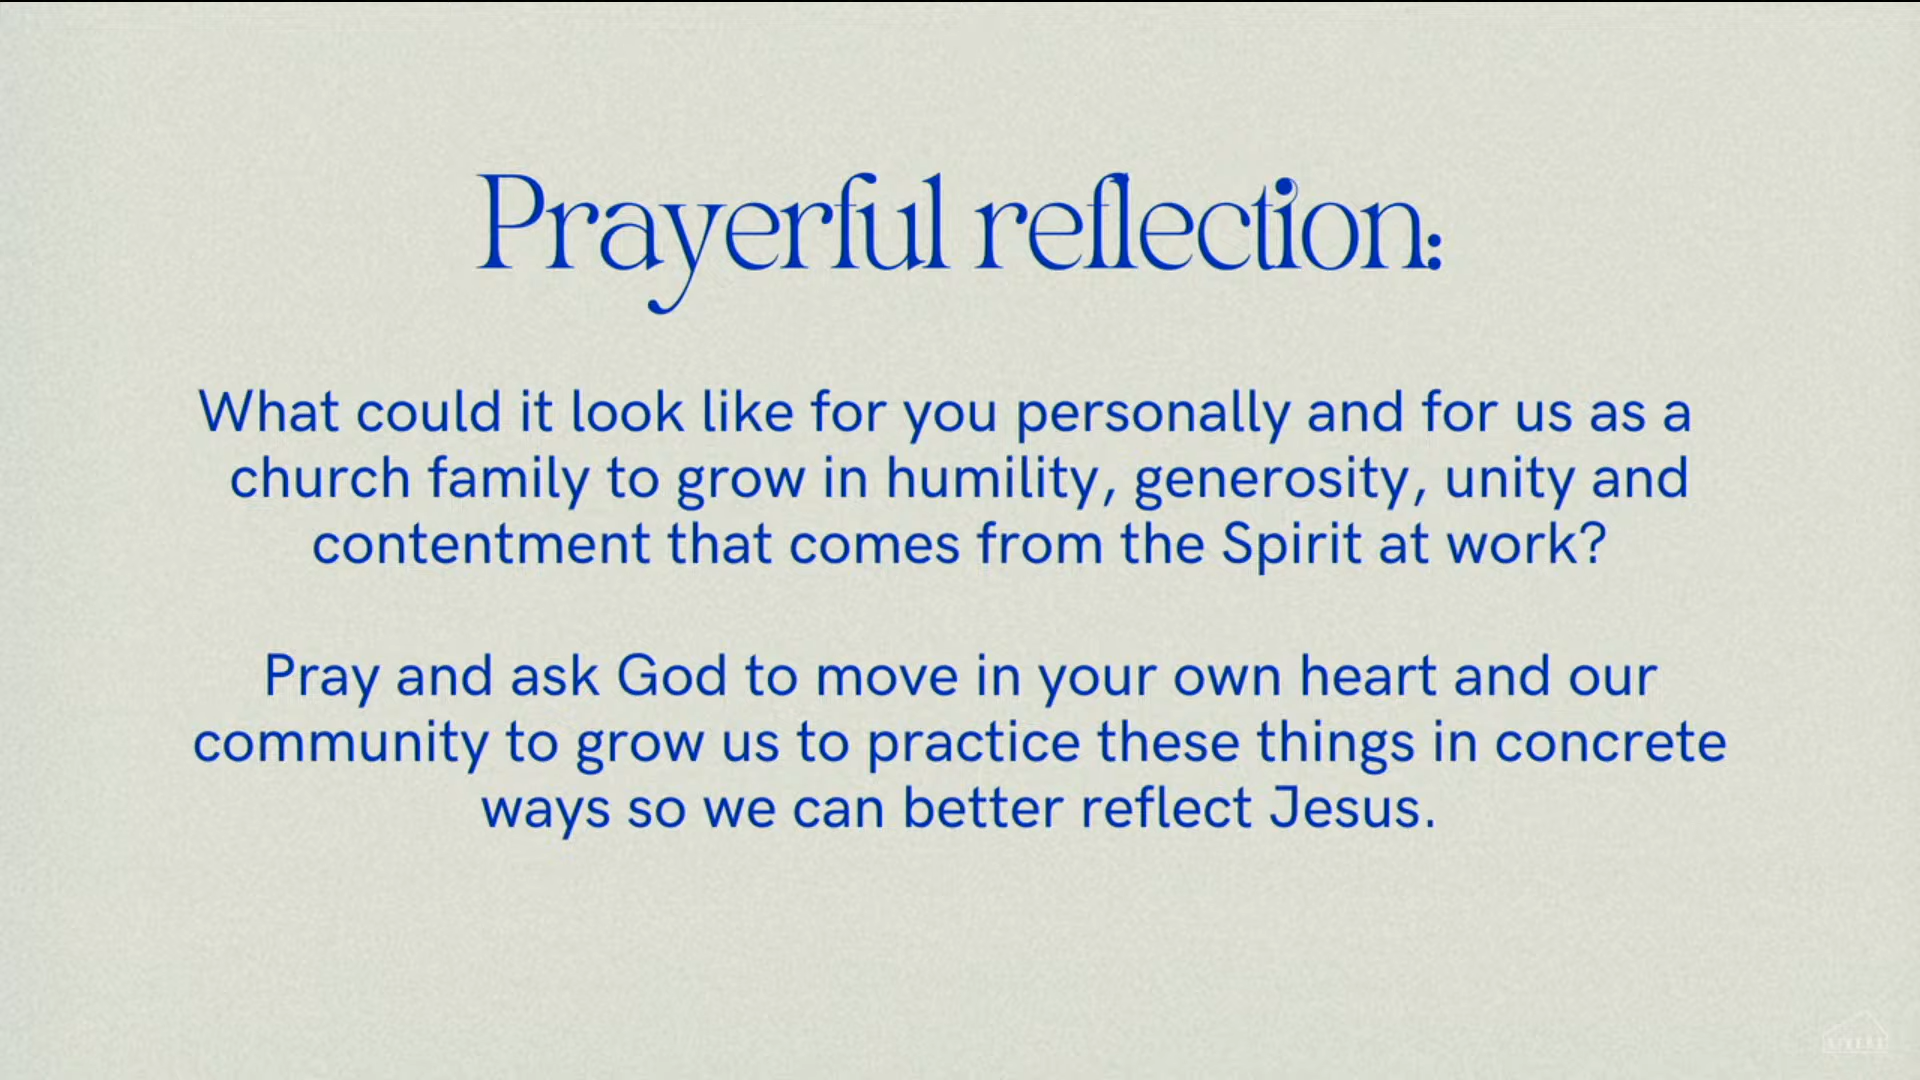 Prayerful reflection:
What could it look like for you personally and for us as a
church family to grow in humility, generosity, unity and
contentment that comes from the Spirit at work?
Pray and ask God to move in your own heart and our
community to grow us to practice these things in concrete
ways so we can better reflect Jesus.